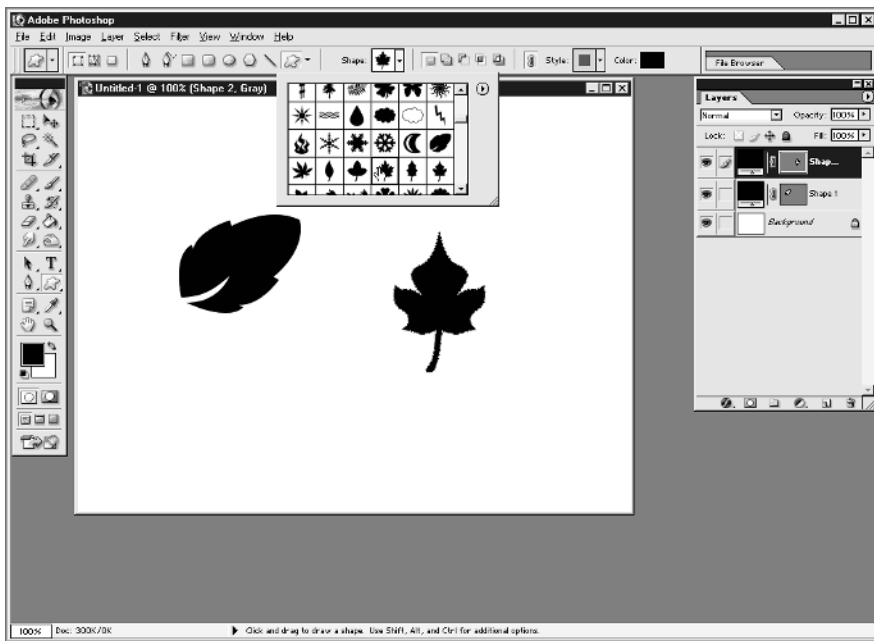 Adobe Photoshop
File Edit Image Layer Select Filter View Window Help
Shape: Style: Color: File Browser
Untitled-1 @ 100% (Shape 2, Gray)
Layers
Normal Opacity: 100%
Lock: Fill: 100%
Shap...
Shape 1
Background
T
100% Doc: 300K/0K Click and drag to draw a shape. Use Shift, Alt, and Ctrl for additional options.